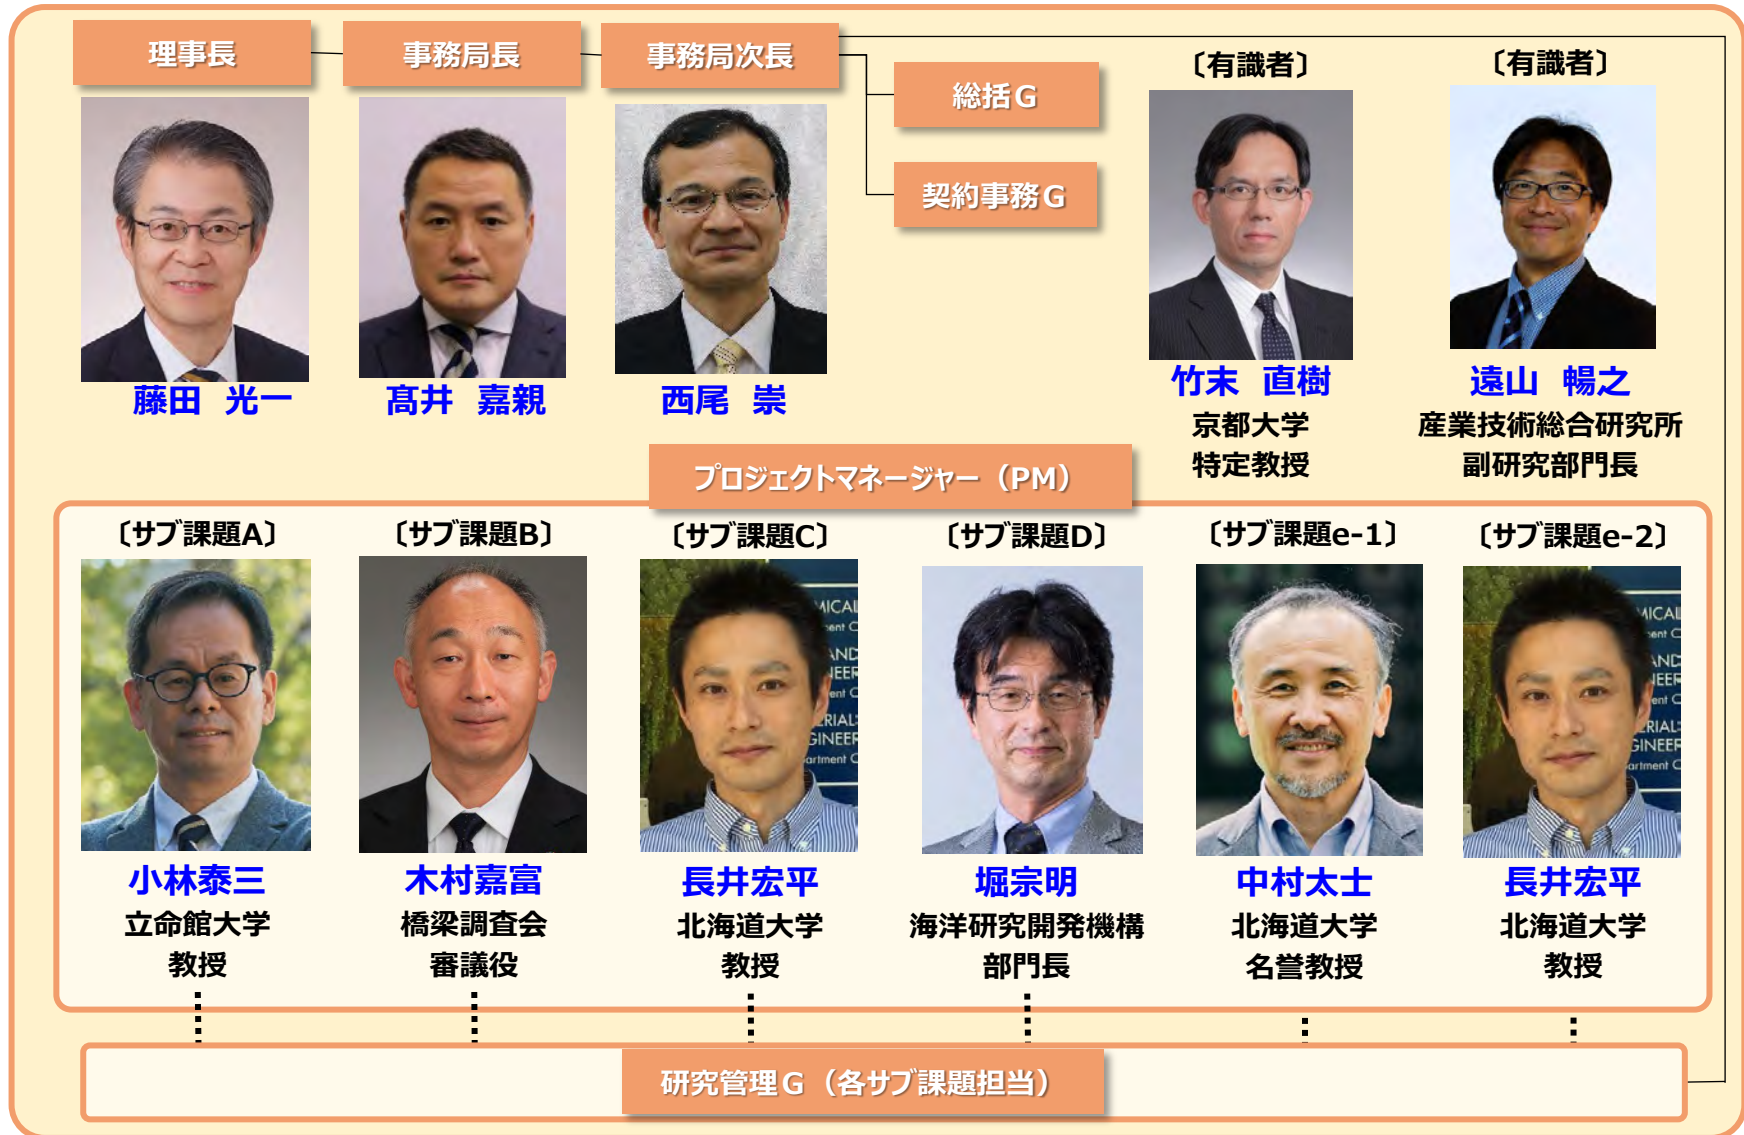 理事長
事務局長
事務局次長
総括G
契約事務G
〔有識者〕
〔有識者〕
藤田 光一
髙井 嘉親
西尾 崇
竹末 直樹
京都大学
特定教授
遠山 暢之
産業技術総合研究所
副研究部門長
プロジェクトマネージャー（PM）
〔サブ課題A〕
〔サブ課題B〕
〔サブ課題C〕
〔サブ課題D〕
〔サブ課題e-1〕
〔サブ課題e-2〕
小林泰三
立命館大学
教授
木村嘉富
橋梁調査会
審議役
長井宏平
北海道大学
教授
堀宗明
海洋研究開発機構
部門長
中村太士
北海道大学
名誉教授
長井宏平
北海道大学
教授
研究管理G（各サブ課題担当）